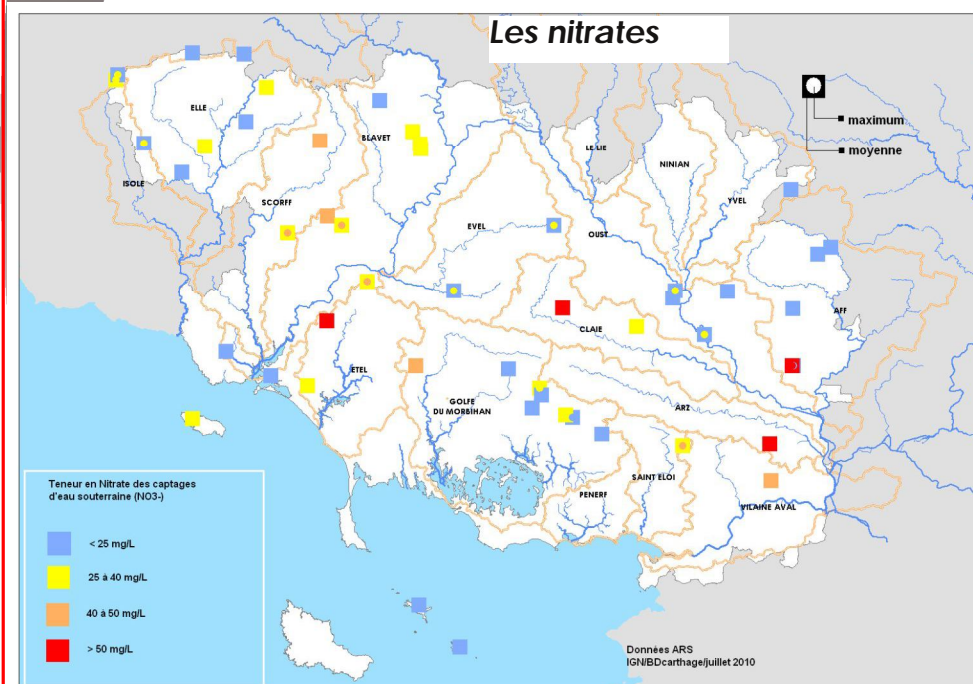 Les nitrates
maximum
moyenne
ELLE
BLAVET
LE LIE
NINIAN
YVEL
ISOLE
SCORFF
EVEL
OUST
AFF
CLAIE
ETEL
GOLFE
DU MORBIHAN
ARZ
SAINT ELOI
PENERF
VILAINE AVAL
Teneur en Nitrate des captages
d'eau souterraine (NO3-)
< 25 mg/L
25 à 40 mg/L
40 à 50 mg/L
> 50 mg/L
Données ARS
IGN/BDcarthage/juillet 2010